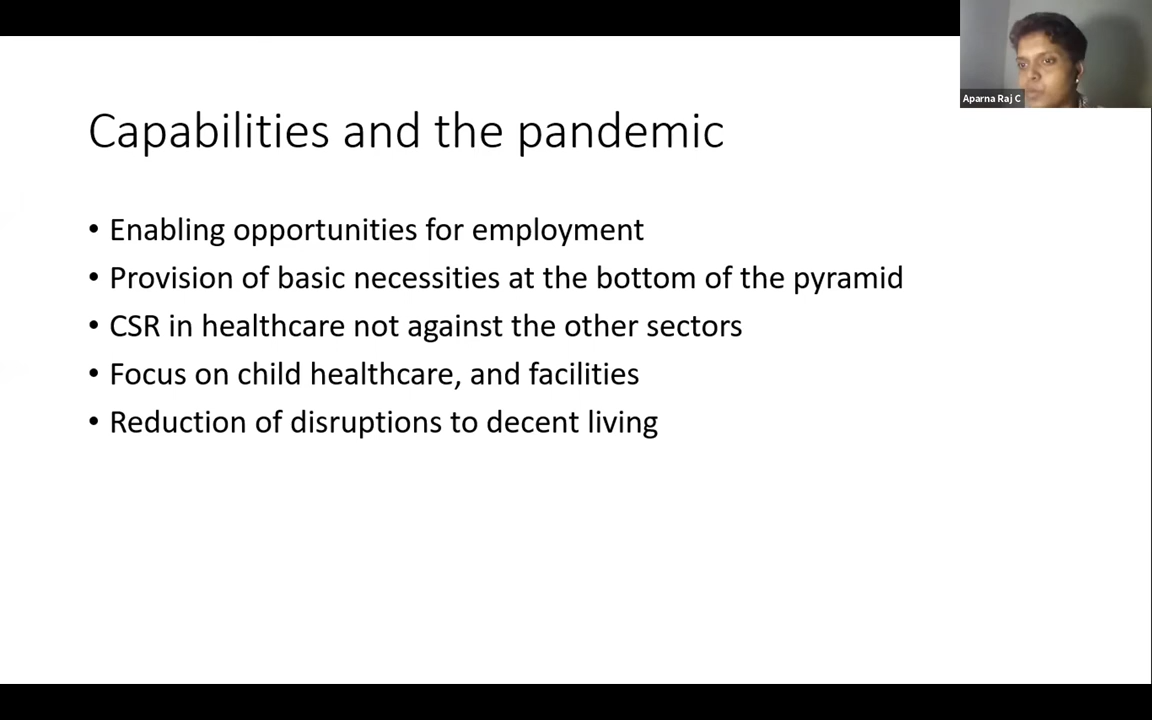 Aparna Raj C
Capabilities and the pandemic
• Enabling opportunities for employment
• Provision of basic necessities at the bottom of the pyramid
• CSR in healthcare not against the other sectors
• Focus on child healthcare, and facilities
• Reduction of disruptions to decent living